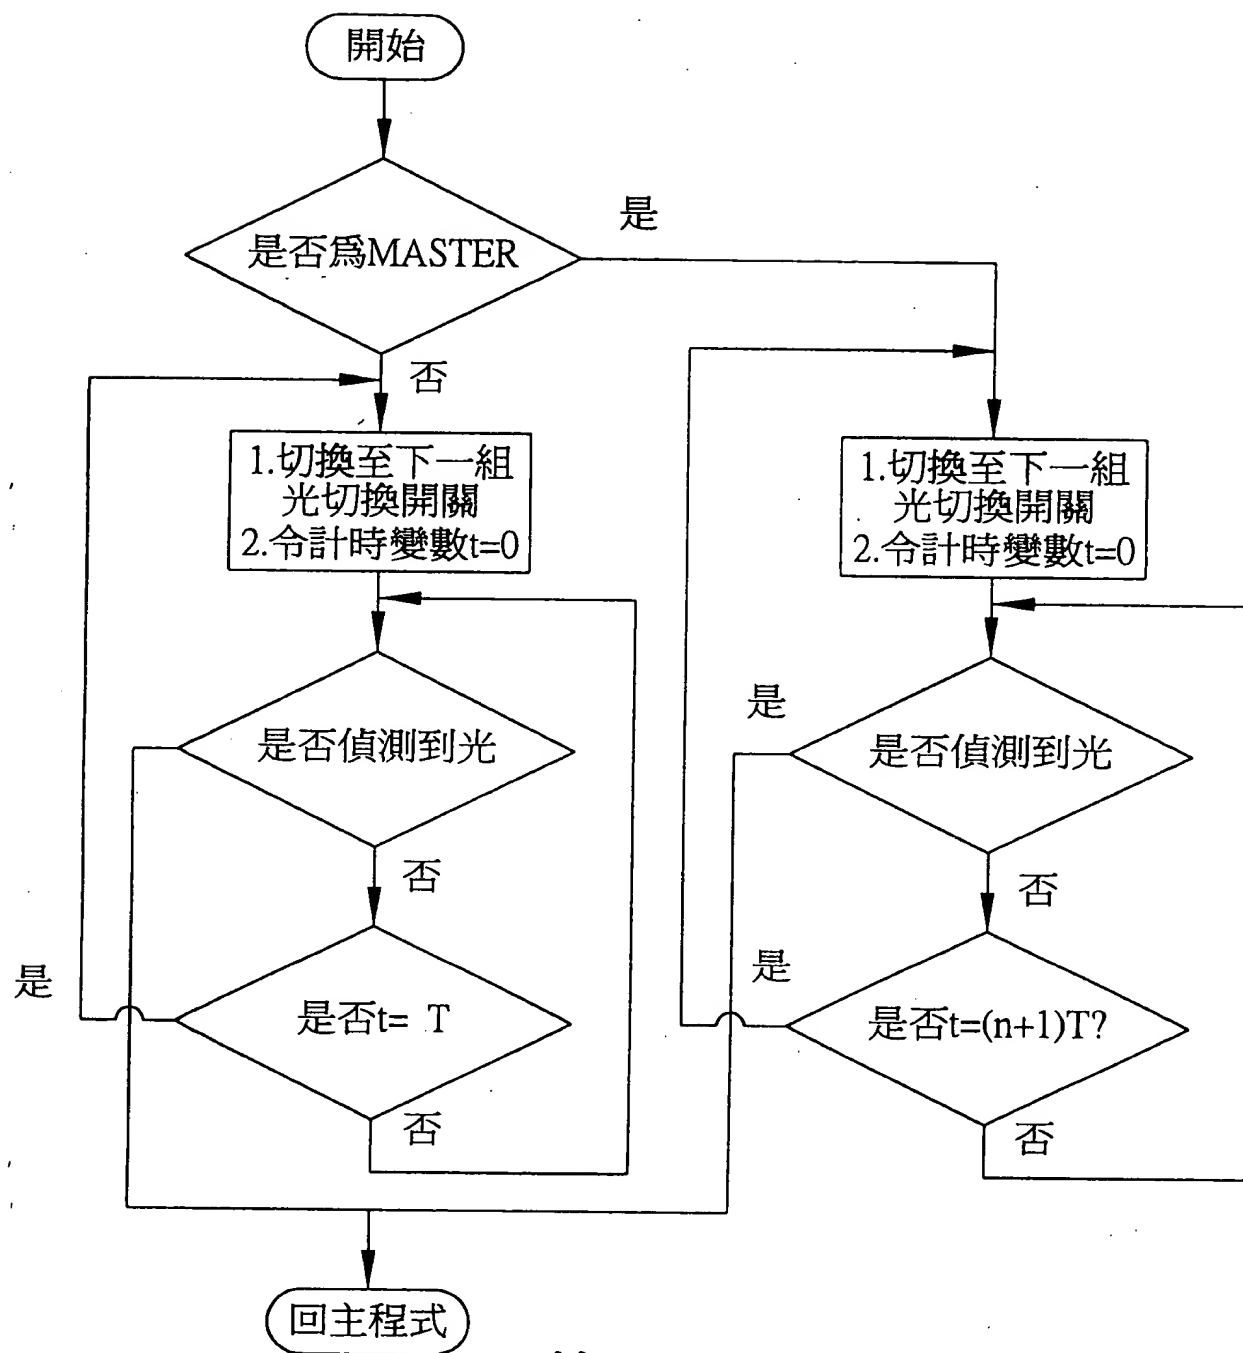 開始
是否爲MASTER
是
否
1.切換至下一組
光切換開關
2.令計時變數t=0
1.切換至下一組
光切換開關
2.令計時變數t=0
是否偵測到光
是
是否偵測到光
否
否
是
是否t= T
是
是否t=(n+1)T?
否
否
回主程式